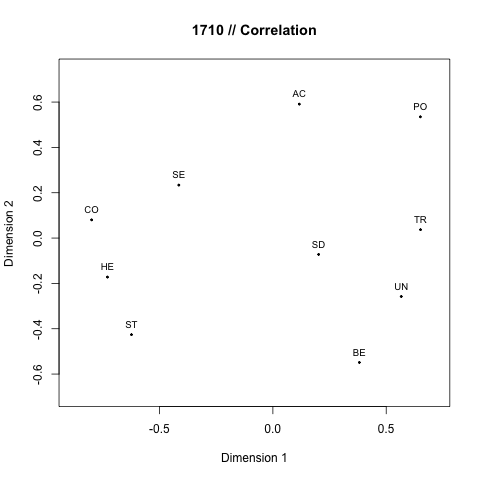 1710 // Correlation
AC
PO
SE
CO
TR
SD
HE
UN
ST
BE
0.6
0.4
0.2
0.0
-0.2
-0.4
-0.6
Dimension 2
-0.5
0.0
0.5
Dimension 1